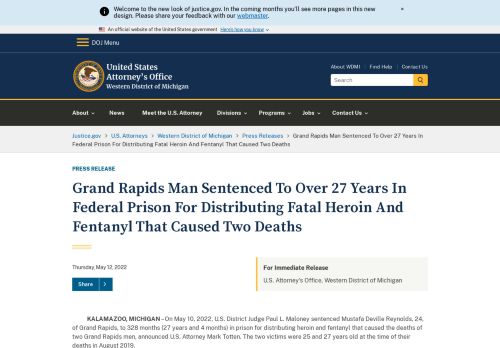 Welcome to the new look of justice.gov. In the coming months you'll see more pages in this new
design. Please share your feedback with our webmaster.
×
An official website of the United States government Here's how you know
DOJ Menu
United States
Attorney's Office
Western District of Michigan
About WDMI
Find Help
Contact Us
Search
About
News
Meet the U.S. Attorney
Divisions
Programs
Jobs
Contact Us
Justice.gov > U.S. Attorneys > Western District of Michigan > Press Releases > Grand Rapids Man Sentenced To Over 27 Years In
Federal Prison For Distributing Fatal Heroin And Fentanyl That Caused Two Deaths
PRESS RELEASE
Grand Rapids Man Sentenced To Over 27 Years In
Federal Prison For Distributing Fatal Heroin And
Fentanyl That Caused Two Deaths
Thursday, May 12, 2022
Share >
For Immediate Release
U.S. Attorney's Office, Western District of Michigan
KALAMAZOO, MICHIGAN – On May 10, 2022, U.S. District Judge Paul L. Maloney sentenced Mustafa Deville Reynolds, 24,
of Grand Rapids, to 328 months (27 years and 4 months) in prison for distributing heroin and fentanyl that caused the deaths of
two Grand Rapids men, announced U.S. Attorney Mark Totten. The two victims were 25 and 27 years old at the time of their
deaths in August 2019.